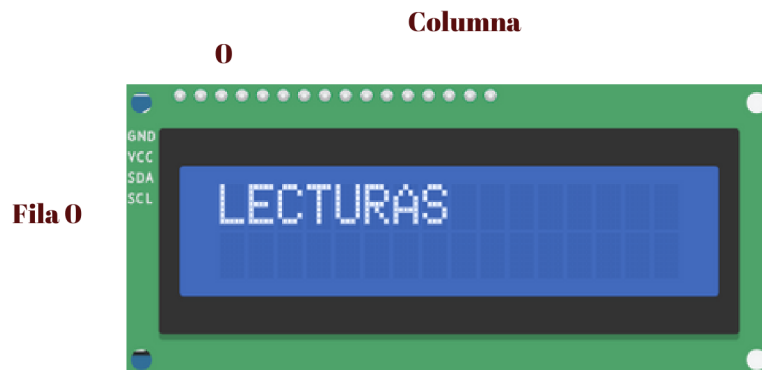 Columna
0
GND
VCC
SDA
SCL
LECTURAS
Fila 0